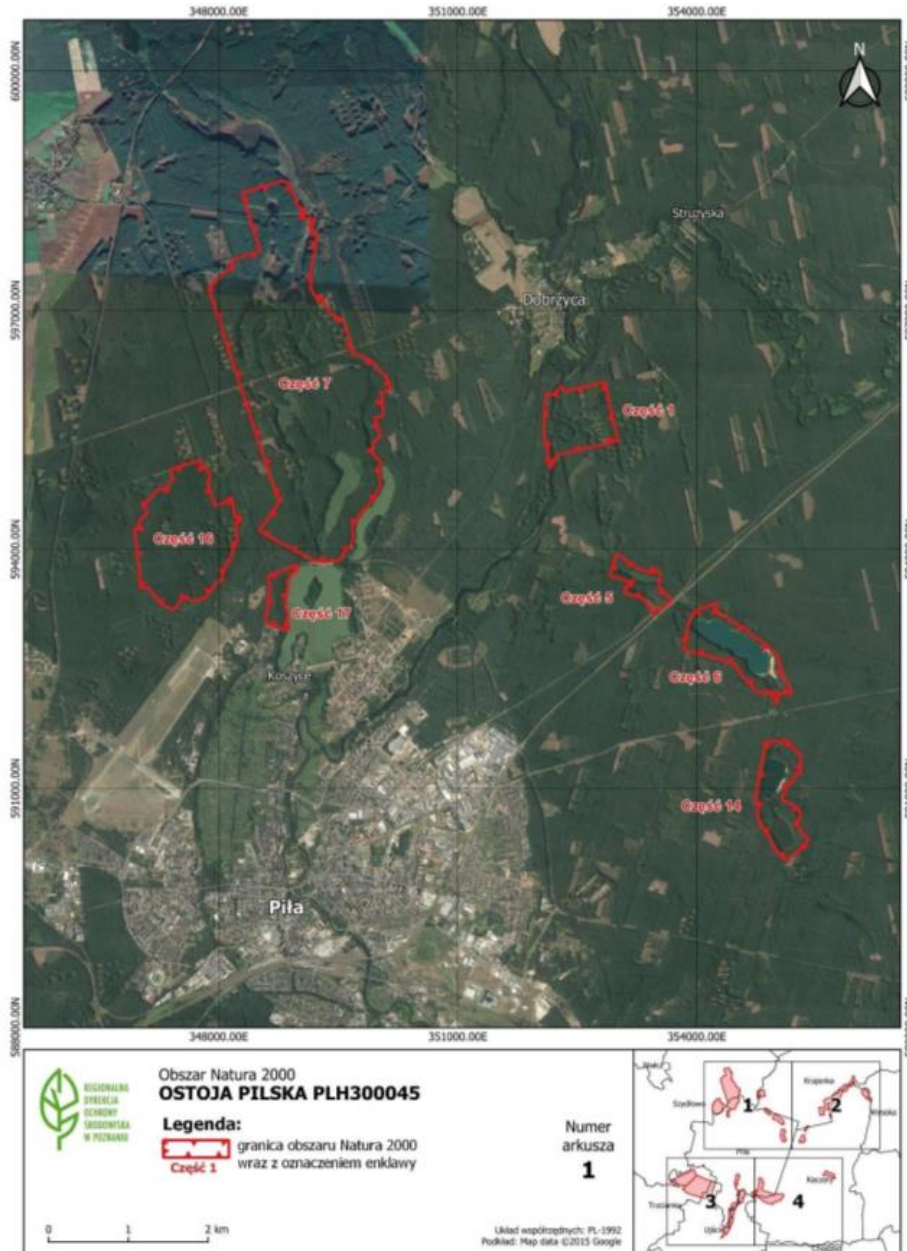 348000.00E 351000.00E 354000.00E
N
600000.00N
Strużyska
Dobrzyca
597000.00N
Część 7
Część 1
Część 16
594000.00N
Część 5
Część 17
Koszyce
Część 6
591000.00N
Część 14
Piła
588000.00N
348000.00E 351000.00E 354000.00E
REGIONALNA
DYREKCJA
OCHRONY
ŚRODOWISKA
W POZNANIU
Obszar Natura 2000
OSTOJA PILSKA PLH300045
Legenda:
granica obszaru Natura 2000
wraz z oznaczeniem enklawy
Część 1
Numer
arkusza
1
0 1 2 km
Układ współrzędnych: PL-1992
Podkład: Map data ©2015 Google
Krajenka
Szydłowo
1
2
Wysoka
Piła
Kaczory
3
4
Trzcianka
Ujście